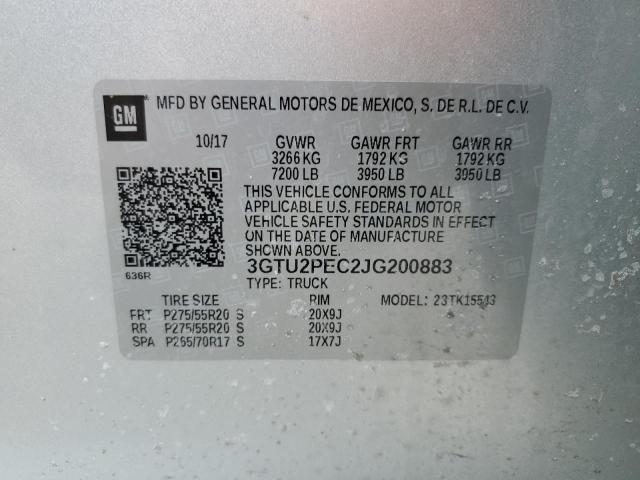 GM MFD BY GENERAL MOTORS DE MEXICO, S. DE R.L. DE C.V.
10/17 GVWR GAWR FRT GAWR RR
3266 KG 1792 KG 1792 KG
7200 LB 3950 LB 3950 LB
THIS VEHICLE CONFORMS TO ALL
APPLICABLE U.S. FEDERAL MOTOR
VEHICLE SAFETY STANDARDS IN EFFECT
ON THE DATE OF MANUFACTURE
SHOWN ABOVE.
3GTU2PEC2JG200883
636R
TYPE: TRUCK
TIRE SIZE RIM MODEL: 23TK15543
FRT P275/55R20 S 20X9J
RR P275/55R20 S 20X9J
SPA P265/70R17 S 17X7J